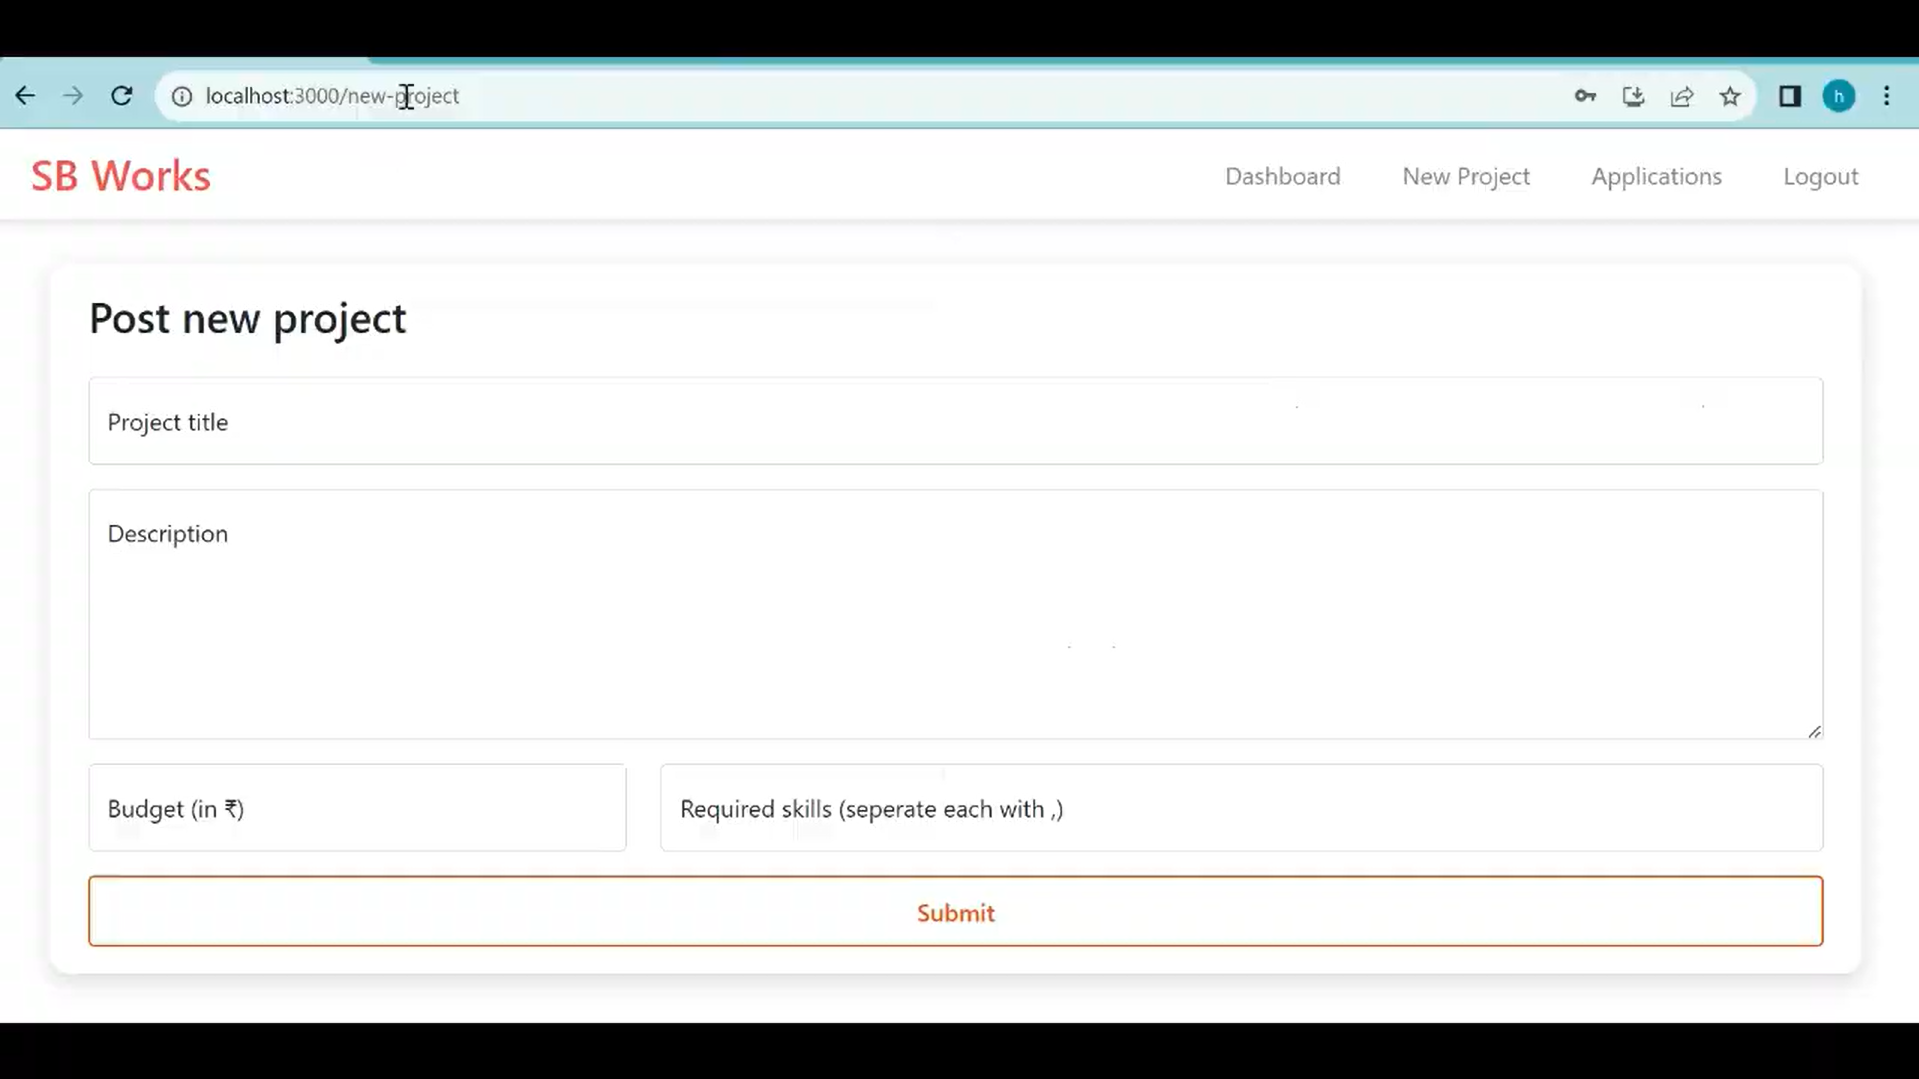 localhost:3000/new-project
h
SB Works
Dashboard New Project Applications Logout
Post new project
Project title
Description
Budget (in ₹) Required skills (seperate each with ,)
Submit